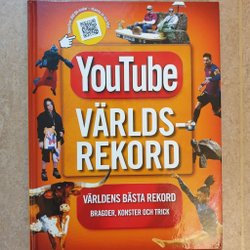 YouTube
VÄRLDS-
REKORD
VÄRLDENS BÄSTA REKORD
BRAGDER, KONSTER OCH TRICK